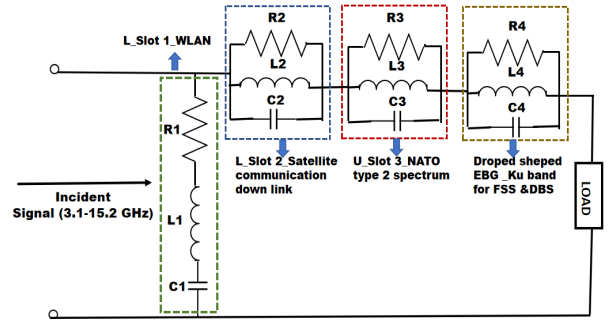 L_Slot 1_WLAN
R2
L2
C2
R3
L3
C3
R4
L4
C4
R1
L1
C1
L_Slot 2_Satellite
communication
down link
U_Slot 3_NATO
type 2 spectrum
Droped sheped
EBG _Ku band
for FSS &DBS
Incident
Signal (3.1-15.2 GHz)
LOAD